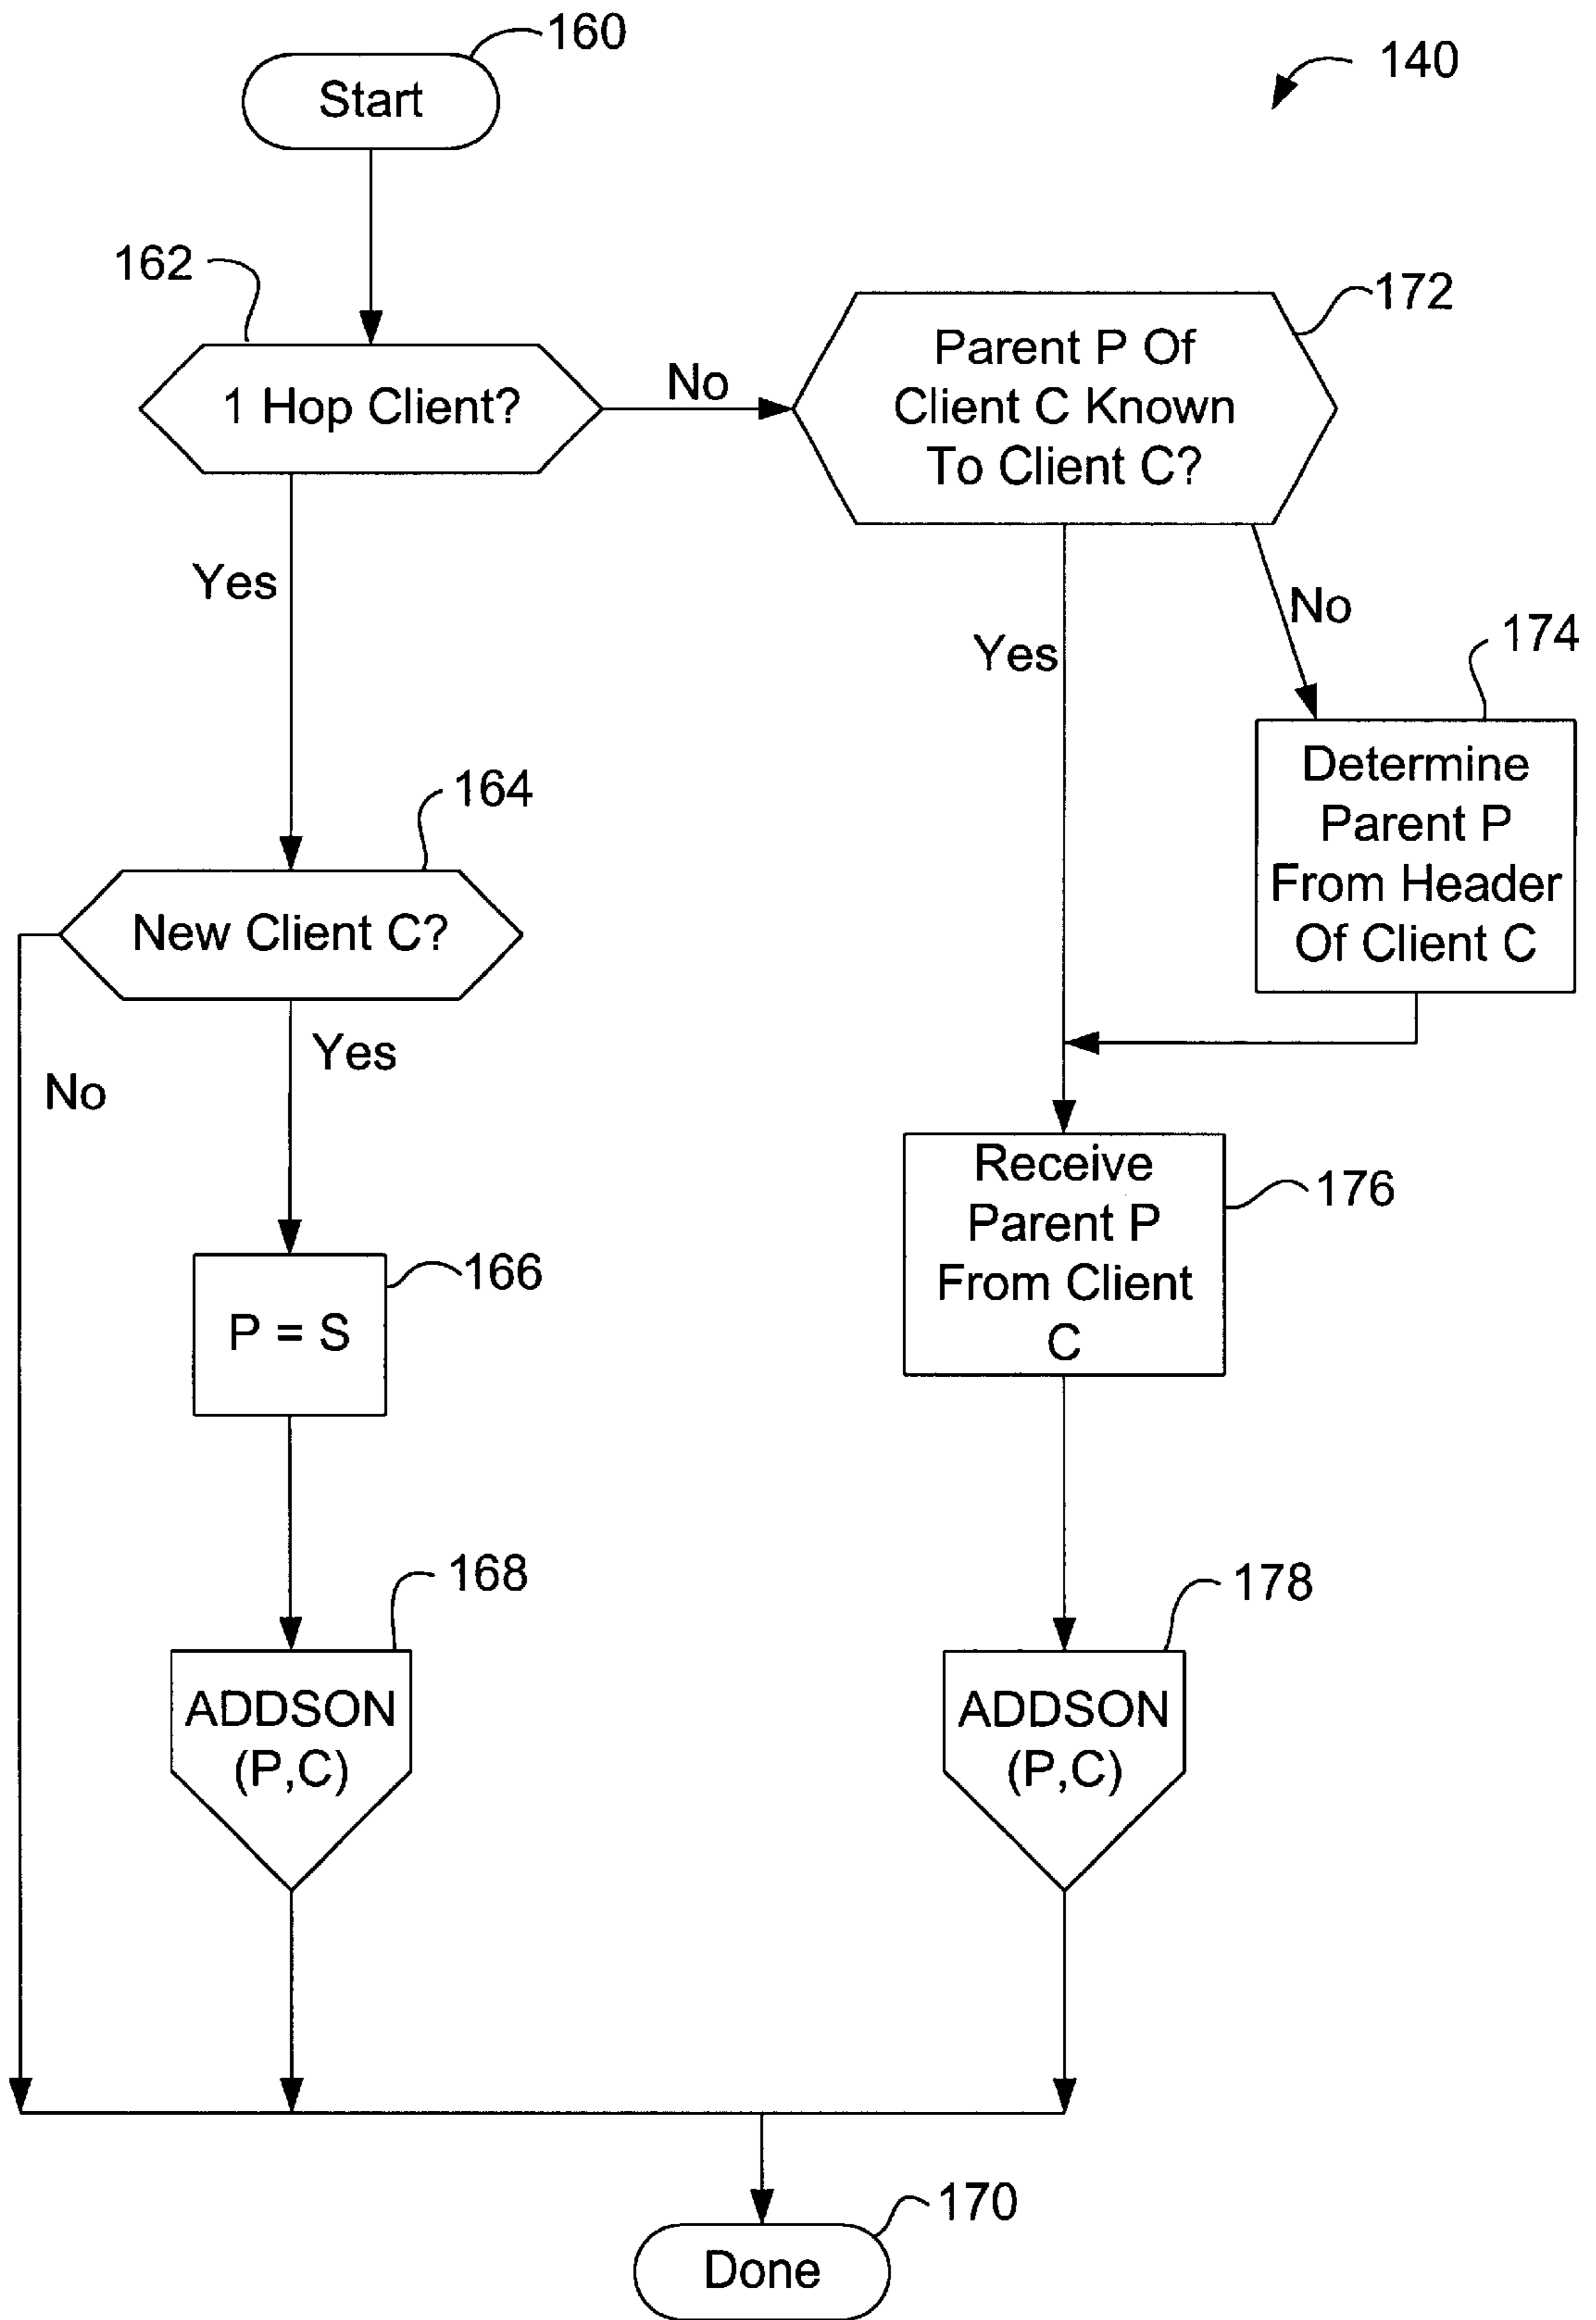 160
Start
140
162
1 Hop Client?
No
172
Parent P Of
Client C Known
To Client C?
Yes
No
Yes
174
Determine
Parent P
From Header
Of Client C
164
New Client C?
Yes
No
Receive
Parent P
From Client
C
176
166
P = S
168
ADDSON
(P,C)
178
ADDSON
(P,C)
170
Done